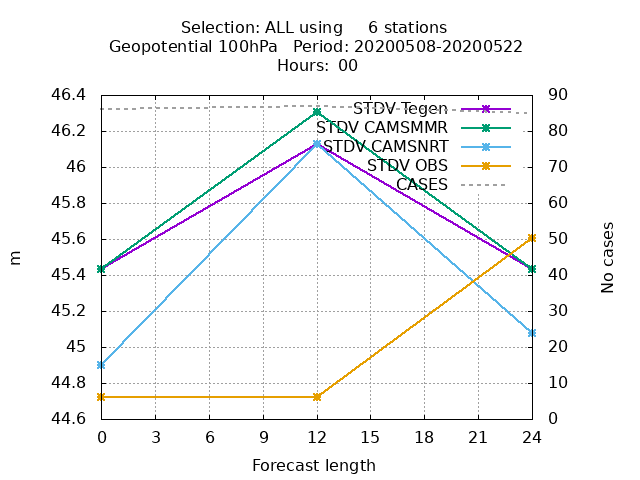 Selection: ALL using     6 stations
Geopotential 100hPa   Period: 20200508-20200522
Hours: 00
46.4
46.2
46
45.8
45.6
45.4
45.2
45
44.8
44.6
m
STDV Tegen
STDV CAMSMMR
STDV CAMSNRT
STDV OBS
CASES
90
80
70
60
50
40
30
20
10
0
No cases
0 3 6 9 12 15 18 21 24
Forecast length